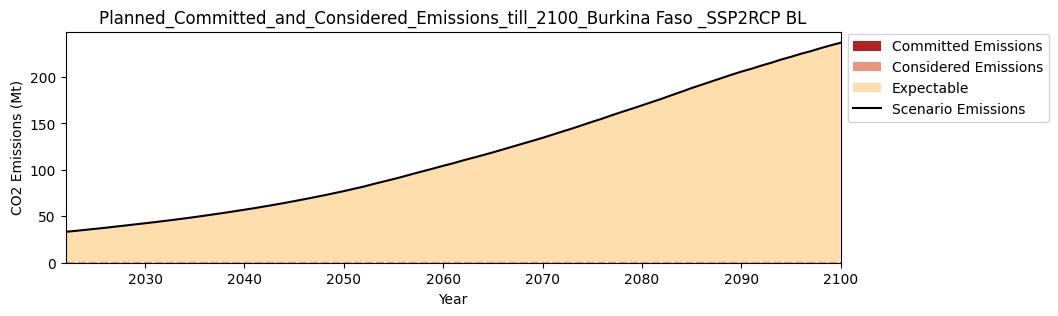 Planned_Committed_and_Considered_Emissions_till_2100_Burkina Faso _SSP2RCP BL
CO2 Emissions (Mt)
200
150
100
50
0
2030 2040 2050 2060 2070 2080 2090 2100
Year
Committed Emissions
Considered Emissions
Expectable
Scenario Emissions